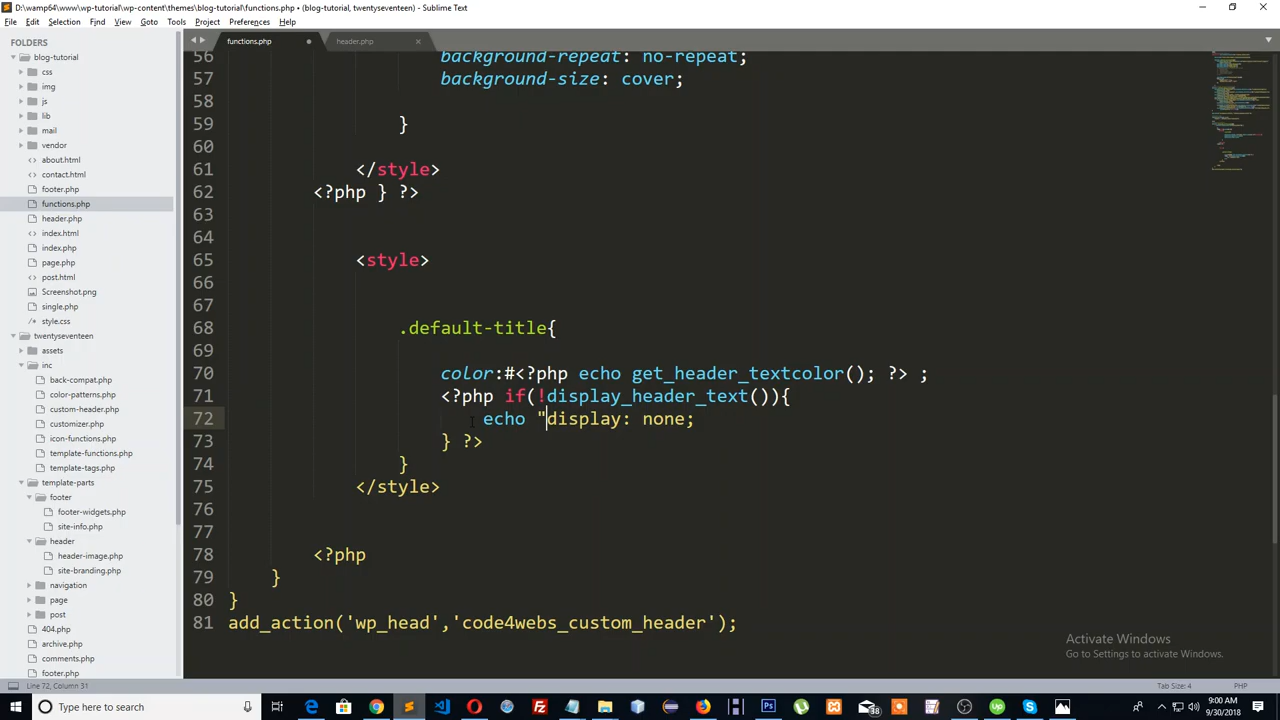 D:\wamp64\www\wp-tutorial\wp-content\themes\blog-tutorial\functions.php • (blog-tutorial, twentyseventeen) - Sublime Text
File Edit Selection Find View Goto Tools Project Preferences Help
FOLDERS
blog-tutorial
css
img
js
lib
mail
vendor
about.html
contact.html
footer.php
functions.php
header.php
index.html
index.php
page.php
post.html
Screenshot.png
single.php
style.css
twentyseventeen
assets
inc
back-compat.php
color-patterns.php
custom-header.php
customizer.php
icon-functions.php
template-functions.php
template-tags.php
template-parts
footer
footer-widgets.php
site-info.php
header
header-image.php
site-branding.php
navigation
page
post
404.php
archive.php
comments.php
footer.php
functions.php header.php
56 background-repeat: no-repeat;
57 background-size: cover;
58
59 }
60
61 </style>
62 <?php } ?>
63
64
65 <style>
66
67
68 .default-title{
69
70 color:#<?php echo get_header_textcolor(); ?> ;
71 <?php if(!display_header_text()){
72 echo "display: none;
73 } ?>
74 }
75 </style>
76
77
78 <?php
79 }
80 }
81 add_action('wp_head','code4webs_custom_header');
Activate Windows
Go to Settings to activate Windows.
Line 72, Column 31 Tab Size: 4 PHP
Type here to search
88
9:00 AM
9/30/2018